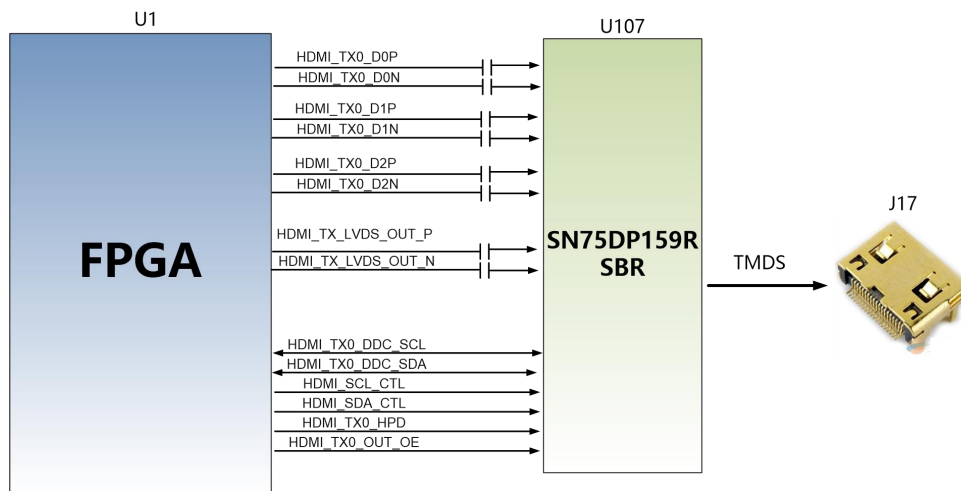 U1
U107
HDMI_TX0_D0P
HDMI_TX0_D0N
HDMI_TX0_D1P
HDMI_TX0_D1N
HDMI_TX0_D2P
HDMI_TX0_D2N
J17
HDMI_TX_LVDS_OUT_P
HDMI_TX_LVDS_OUT_N
FPGA
SN75DP159R
SBR
TMDS
HDMI_TX0_DDC_SCL
HDMI_TX0_DDC_SDA
HDMI_SCL_CTL
HDMI_SDA_CTL
HDMI_TX0_HPD
HDMI_TX0_OUT_OE